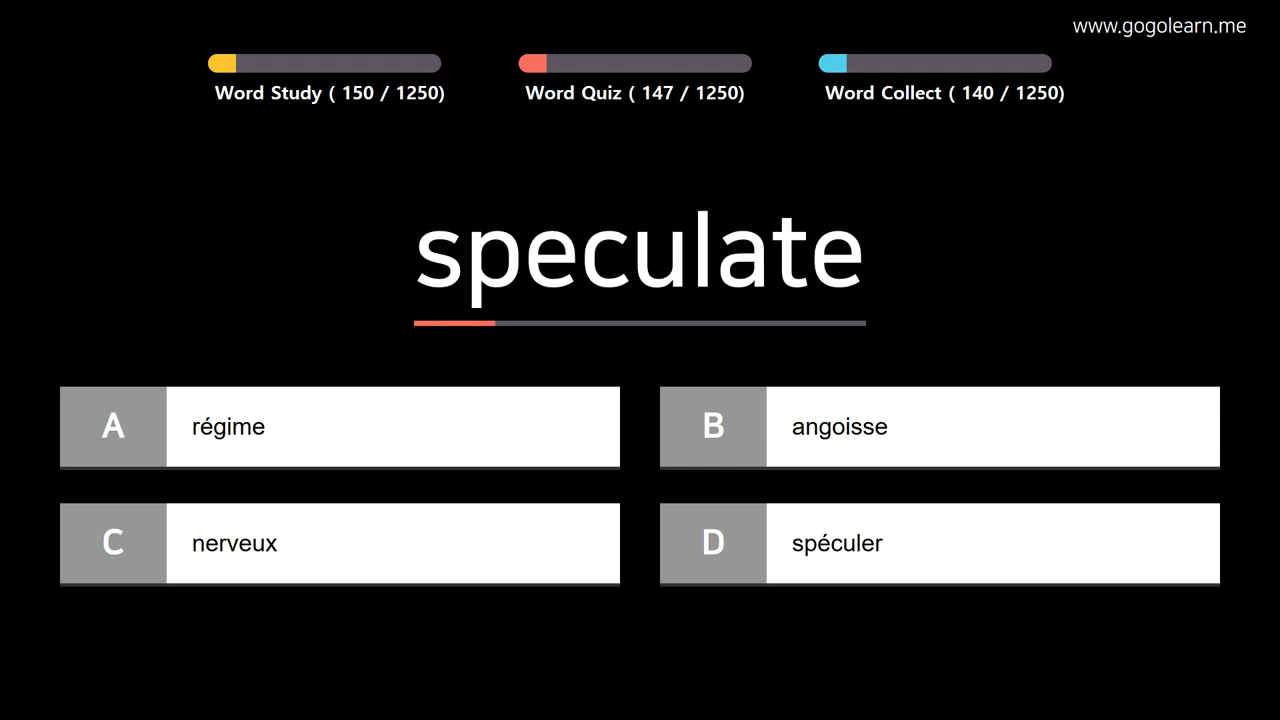 www.gogolearn.me
Word Study ( 150 / 1250)
Word Quiz ( 147 / 1250)
Word Collect ( 140 / 1250)
speculate
A régime
B angoisse
C nerveux
D spéculer